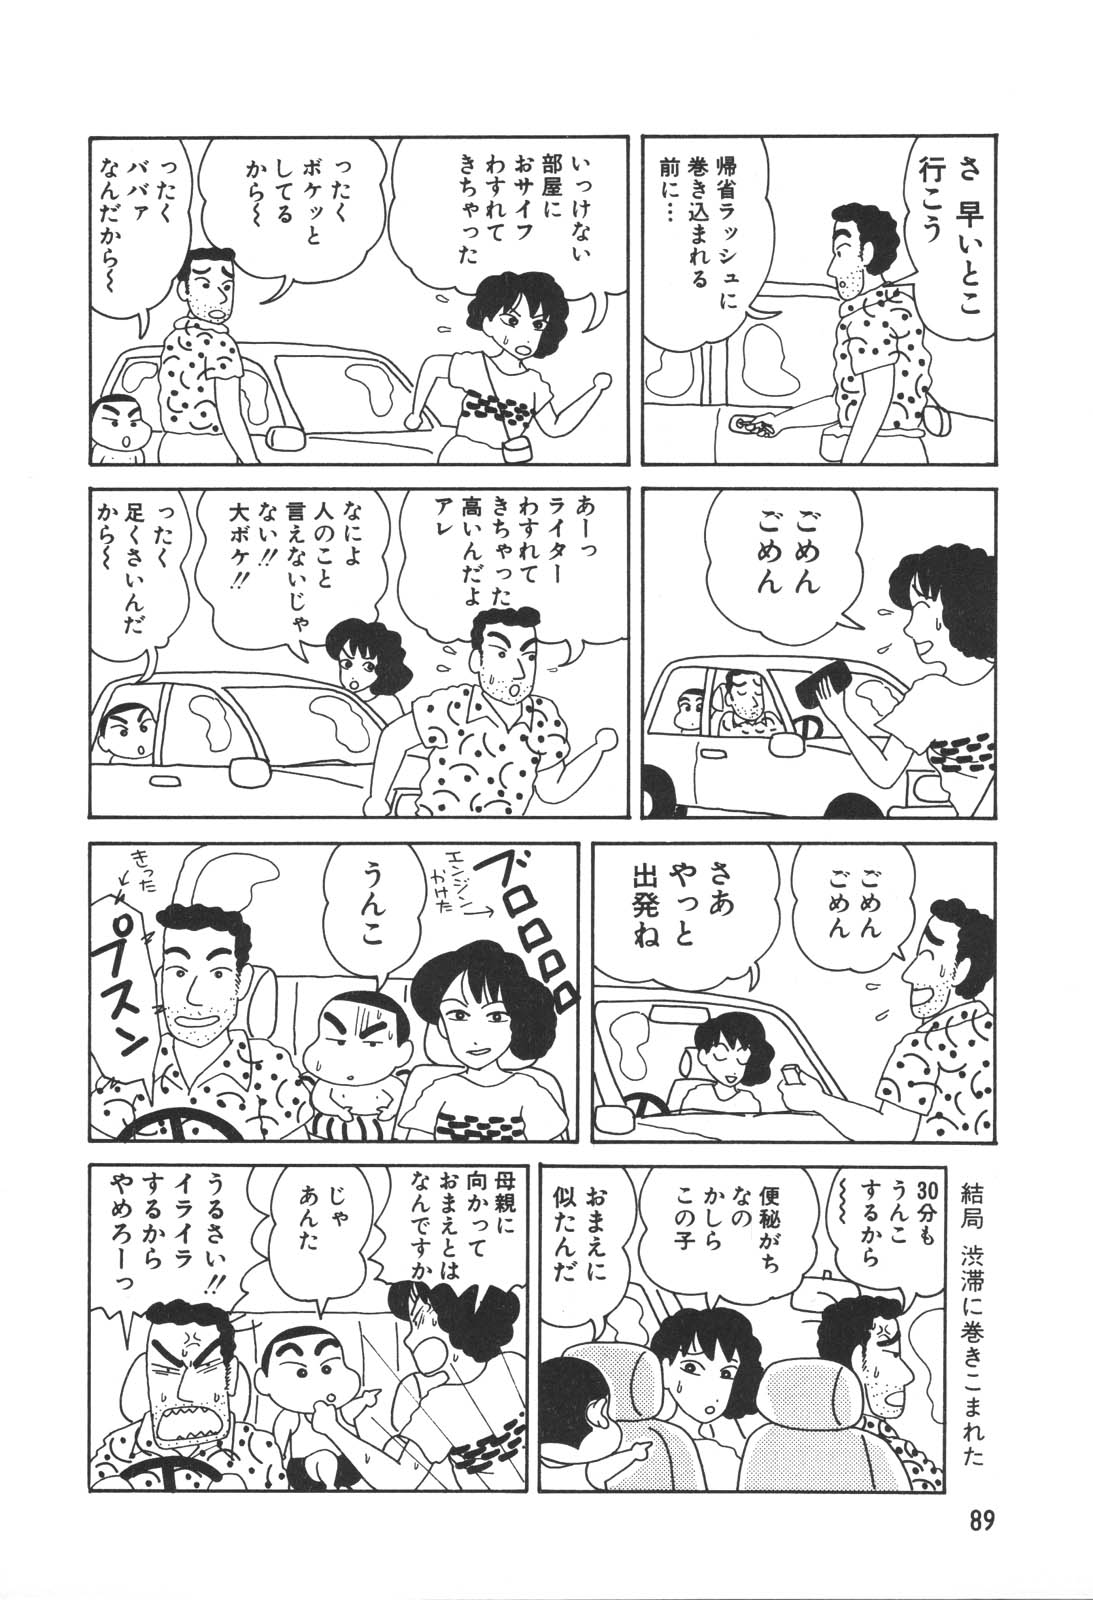 さ 早いとこ
行こう
帰省ラッシュに
巻き込まれる
前に…
いっけない
部屋に
おサイフ
わすれて
きちゃった
ったく
ボケッと
してる
から〜
ったく
ババァ
なんだから〜
ごめん
ごめん
あーっ
ライター
わすれて
きちゃった
高いんだよ
アレ
なによ
人のこと
言えないじゃ
ない!!
大ボケ!!
ったく
足くさいんだ
から〜
ごめん
ごめん
さあ
やっと
出発ね
ブロロロロ
エンジン
かけた
うんこ
きった
プスン
結局 渋滞に巻きこまれた
30分も
うんこ
するから
〜〜
便秘がち
なの
かしら
この子
おまえに
似たんだ
母親に
向かって
おまえとは
なんですか
じゃ
あんた
うるさい!!
イライラ
するから
やめろーっ
89